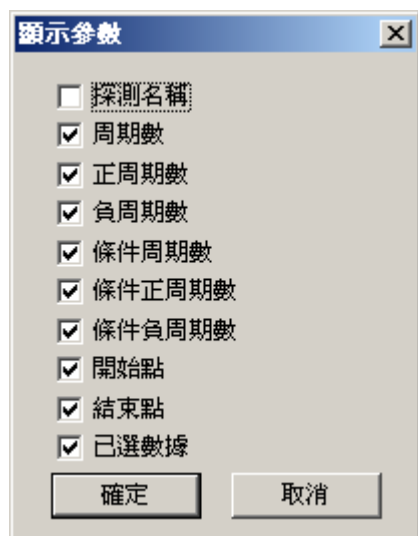 顯示參數
探測名稱
周期數
正周期數
負周期數
條件周期數
條件正周期數
條件負周期數
開始點
結束點
已選數據
確定 取消